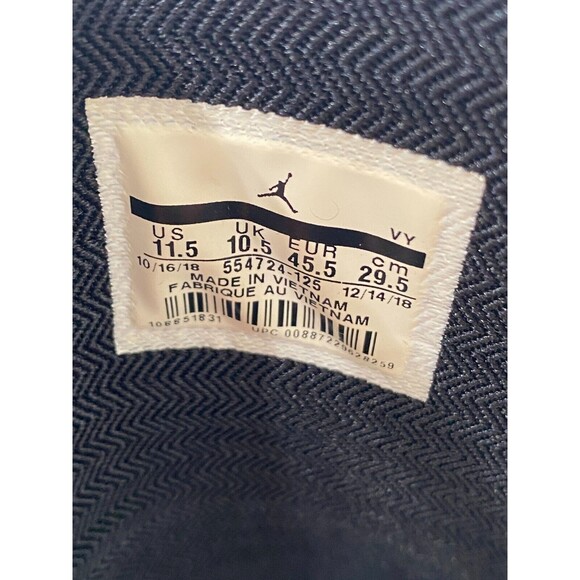 VY
US UK EUR cm
11.5 10.5 45.5 29.5
10/16/18 554724-125 12/14/18
MADE IN VIETNAM
FABRIQUE AU VIETNAM
UPC